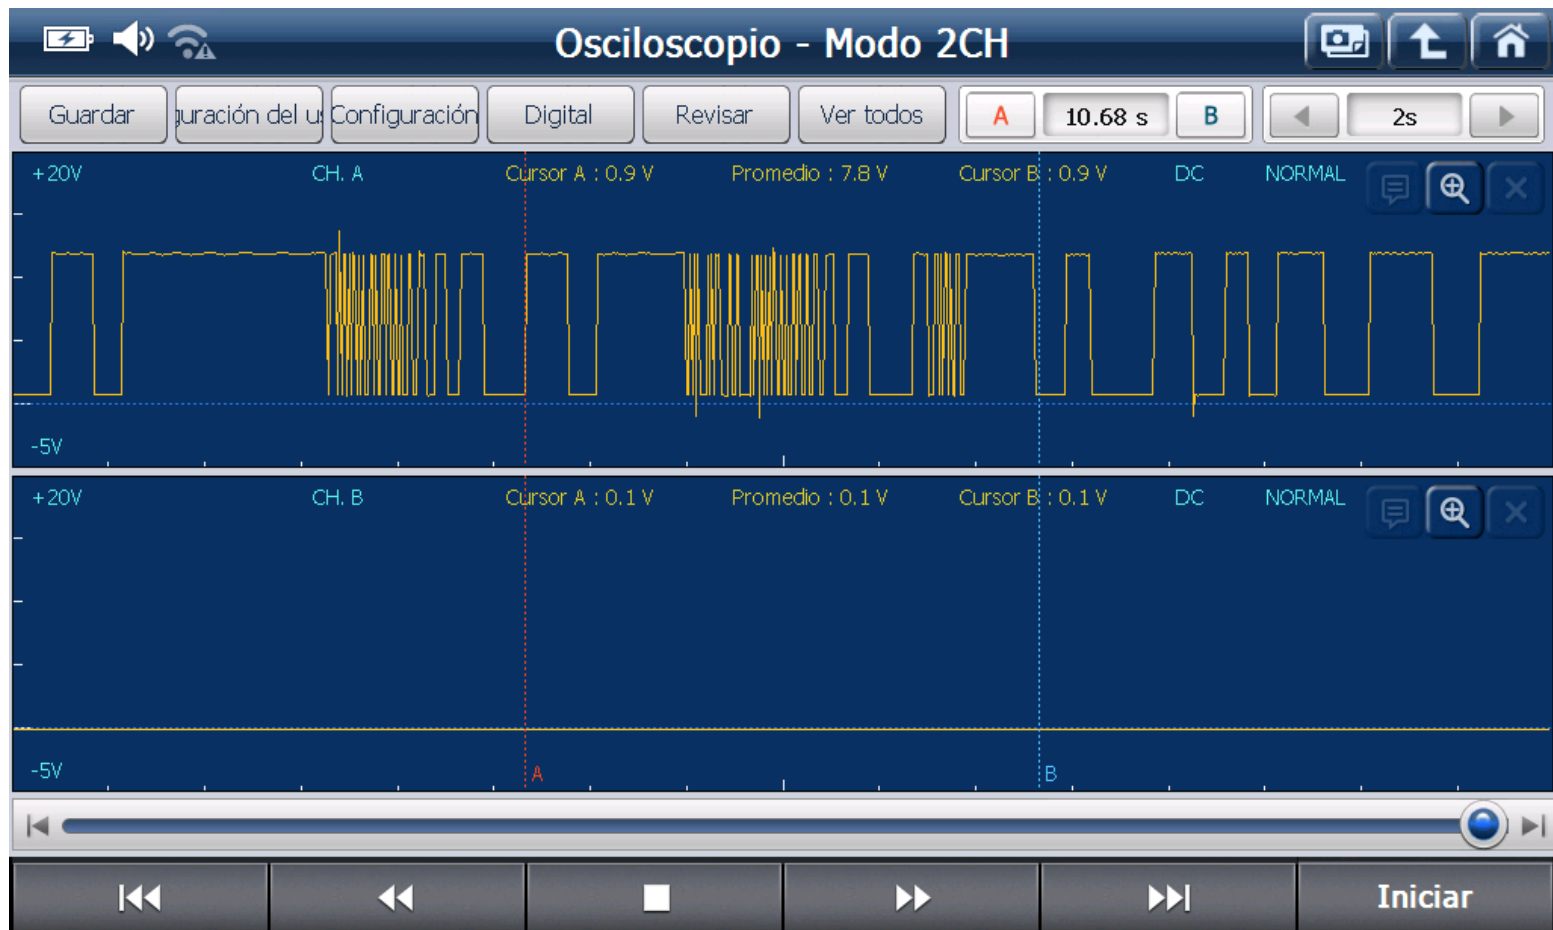 Osciloscopio - Modo 2CH
Guardar guración del us Configuración Digital Revisar Ver todos A 10.68 s B 2s
+20V CH. A Cursor A : 0.9 V Promedio : 7.8 V Cursor B : 0.9 V DC NORMAL
-5V
+20V CH. B Cursor A : 0.1 V Promedio : 0.1 V Cursor B : 0.1 V DC NORMAL
-5V A B
Iniciar